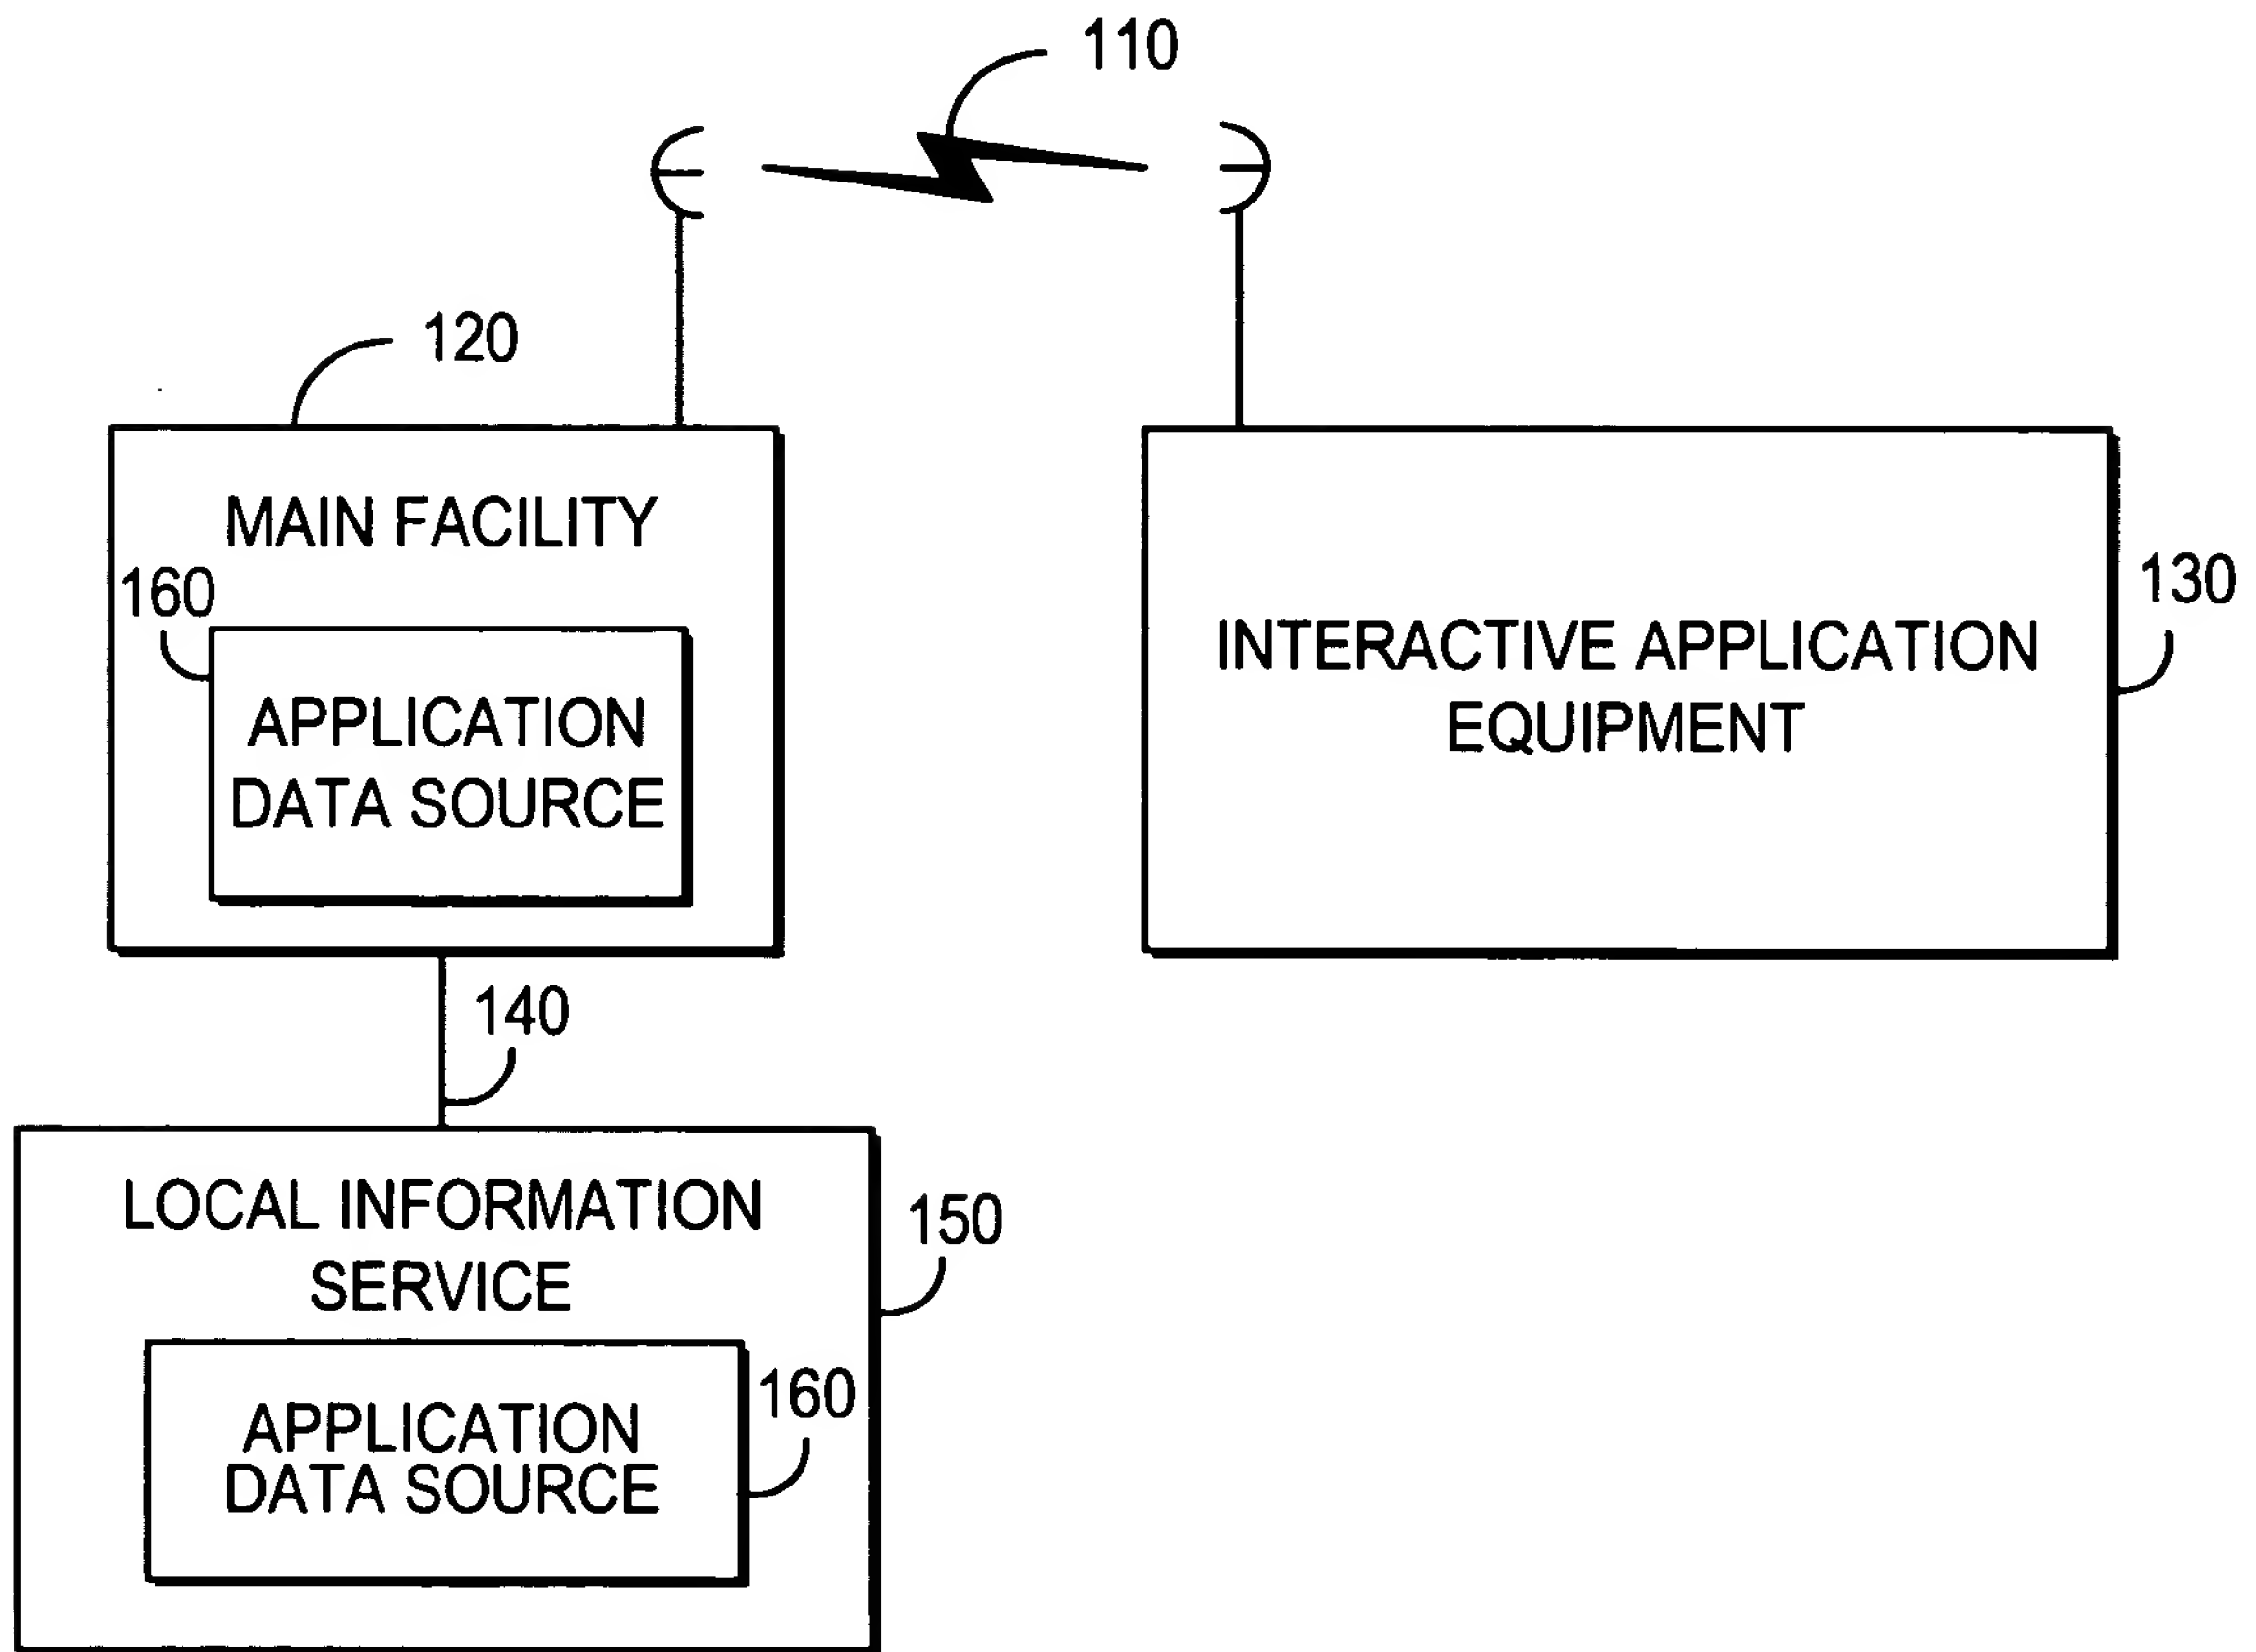 110
120
MAIN FACILITY
160
APPLICATION
DATA SOURCE
INTERACTIVE APPLICATION
EQUIPMENT
130
140
LOCAL INFORMATION
SERVICE
150
APPLICATION
DATA SOURCE
160